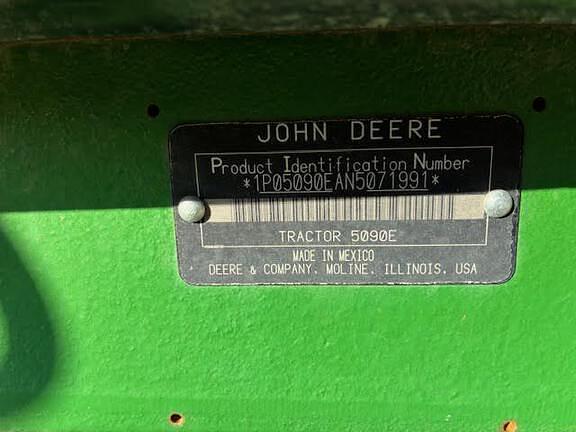 JOHN DEERE
Product Identification Number
*1P05090EAN5071991*
TRACTOR 5090E
MADE IN MEXICO
DEERE & COMPANY, MOLINE, ILLINOIS, USA